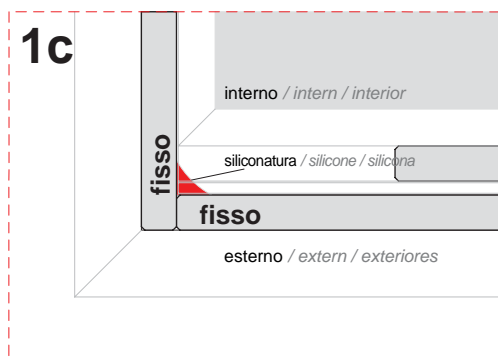 1c
interno / intern / interior
fisso
siliconatura / silicone / silicona
fisso
esterno / extern / exteriores